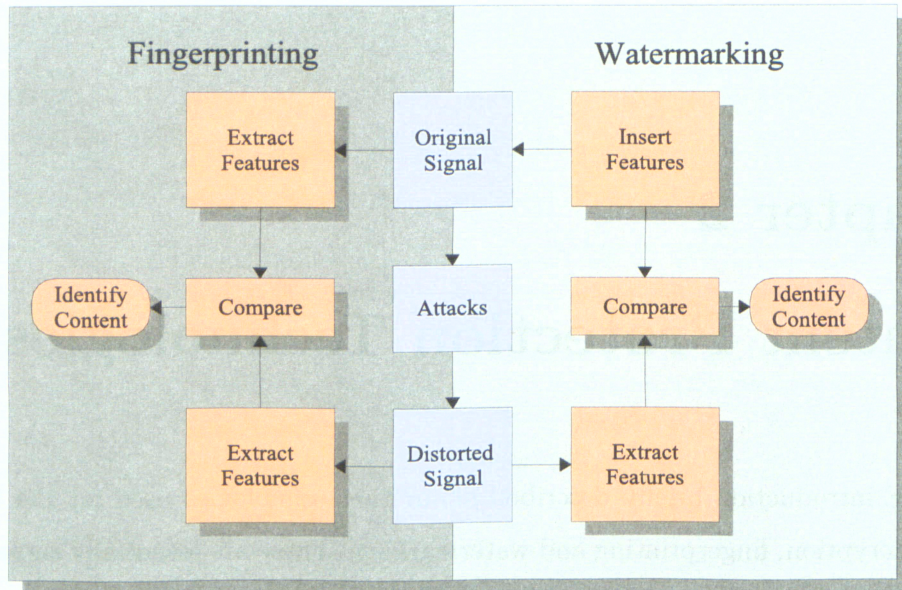 Fingerprinting
Watermarking
Extract
Features
Original
Signal
Insert
Features
Identify
Content
Compare
Attacks
Compare
Identify
Content
Extract
Features
Distorted
Signal
Extract
Features